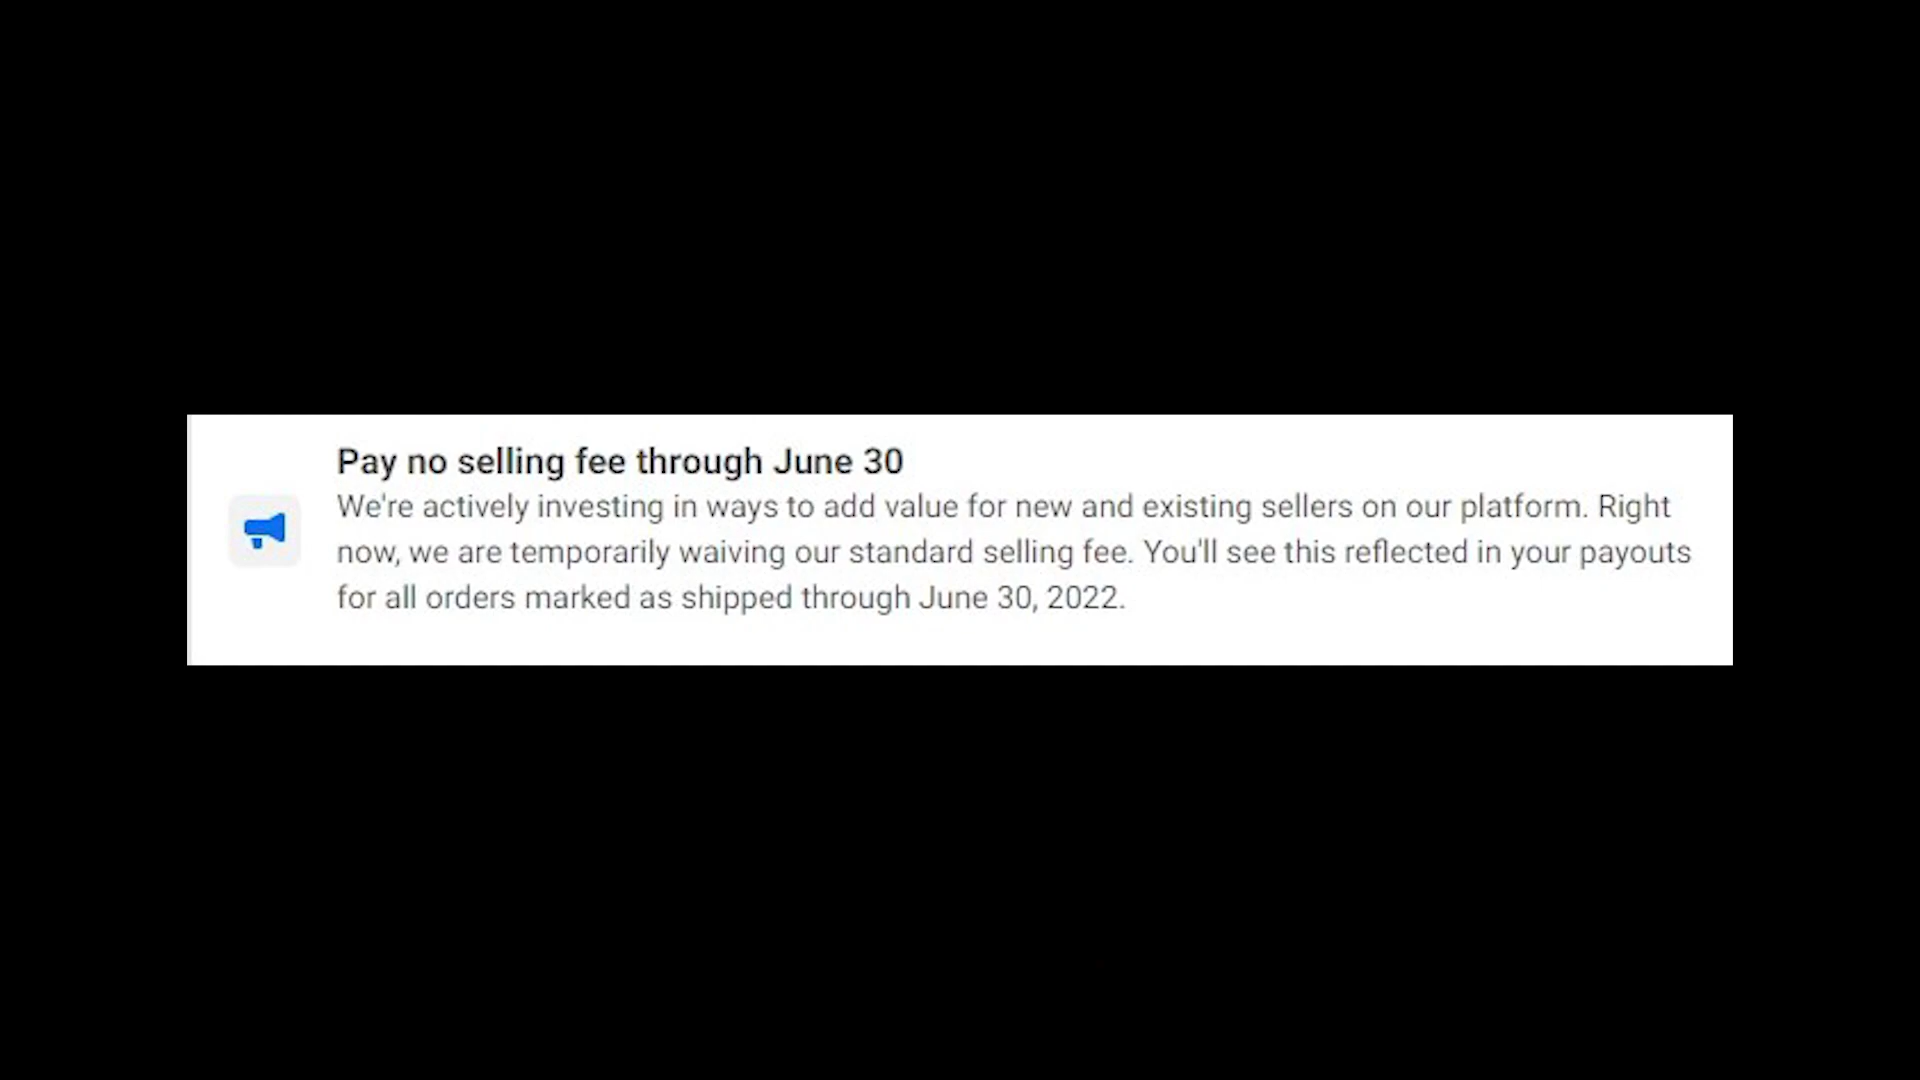 Pay no selling fee through June 30
We're actively investing in ways to add value for new and existing sellers on our platform. Right
now, we are temporarily waiving our standard selling fee. You'll see this reflected in your payouts
for all orders marked as shipped through June 30, 2022.